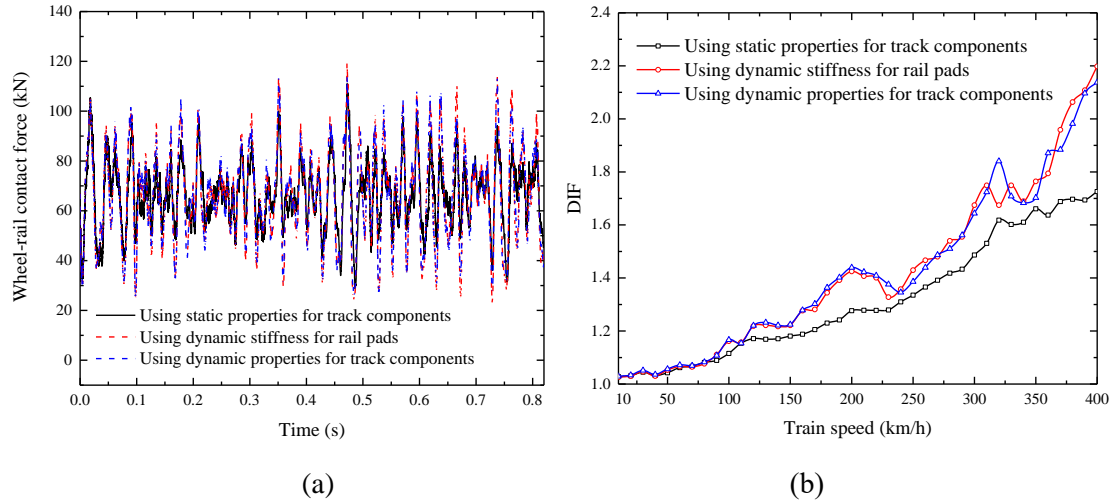 140
120
100
80
60
40
20
0
Wheel-rail contact force (kN)
Using static properties for track components
Using dynamic stiffness for rail pads
Using dynamic properties for track components
0.0 0.1 0.2 0.3 0.4 0.5 0.6 0.7 0.8
Time (s)
(a)
2.4
2.2
2.0
1.8
1.6
1.4
1.2
1.0
DIF
Using static properties for track components
Using dynamic stiffness for rail pads
Using dynamic properties for track components
10 50 100 150 200 250 300 350 400
Train speed (km/h)
(b)